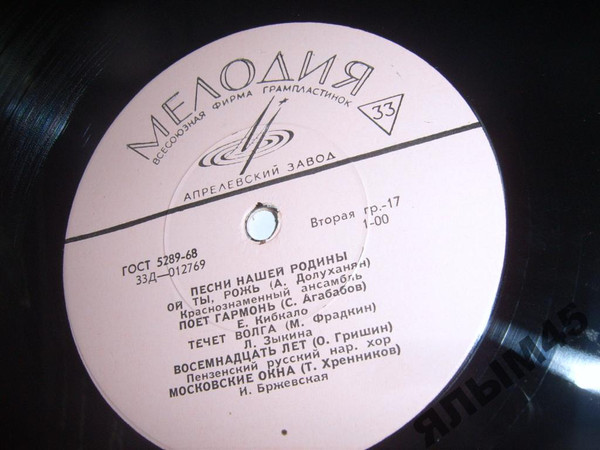 МЕЛОДИЯ
ВСЕСОЮЗНАЯ ФИРМА ГРАМПЛАСТИНОК
33
АПРЕЛЕВСКИЙ ЗАВОД
Вторая гр.-17
1-00
ГОСТ 5289-68
33Д—012769
ПЕСНИ НАШЕЙ РОДИНЫ
ОЙ ТЫ, РОЖЬ (А. Долуханян)
Краснознаменный ансамбль
ПОЕТ ГАРМОНЬ (С. Агабабов)
Е. Кибкало
ТЕЧЕТ ВОЛГА (М. Фрадкин)
Л. Зыкина
ВОСЕМНАДЦАТЬ ЛЕТ (О. Гришин)
Пензенский русский нар. хор
МОСКОВСКИЕ ОКНА (Т. Хренников)
И. Бржевская
ЯЛЫМ45